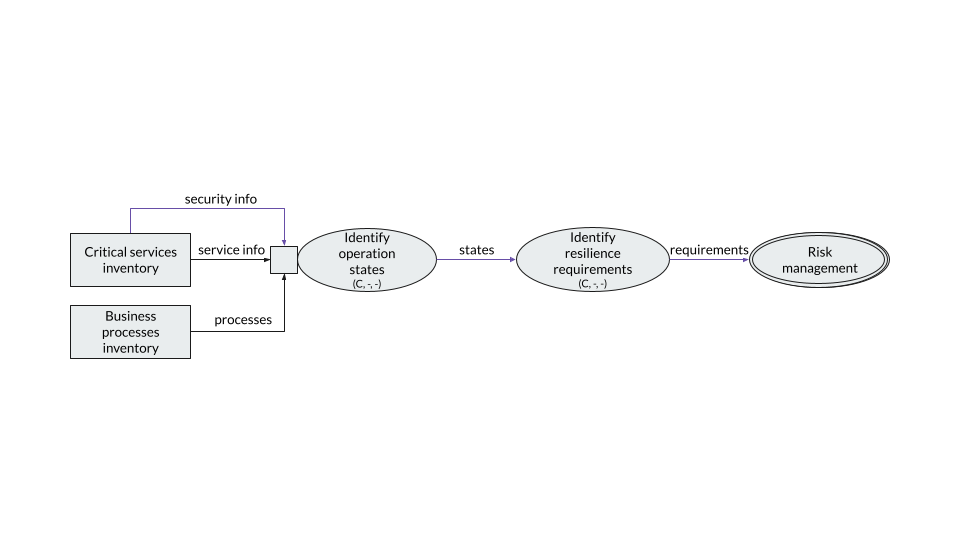 security info
Critical services
inventory
service info
Identify
operation
states
(C, -, -)
states
Identify
resilience
requirements
(C, -, -)
requirements
Risk
management
Business
processes
inventory
processes